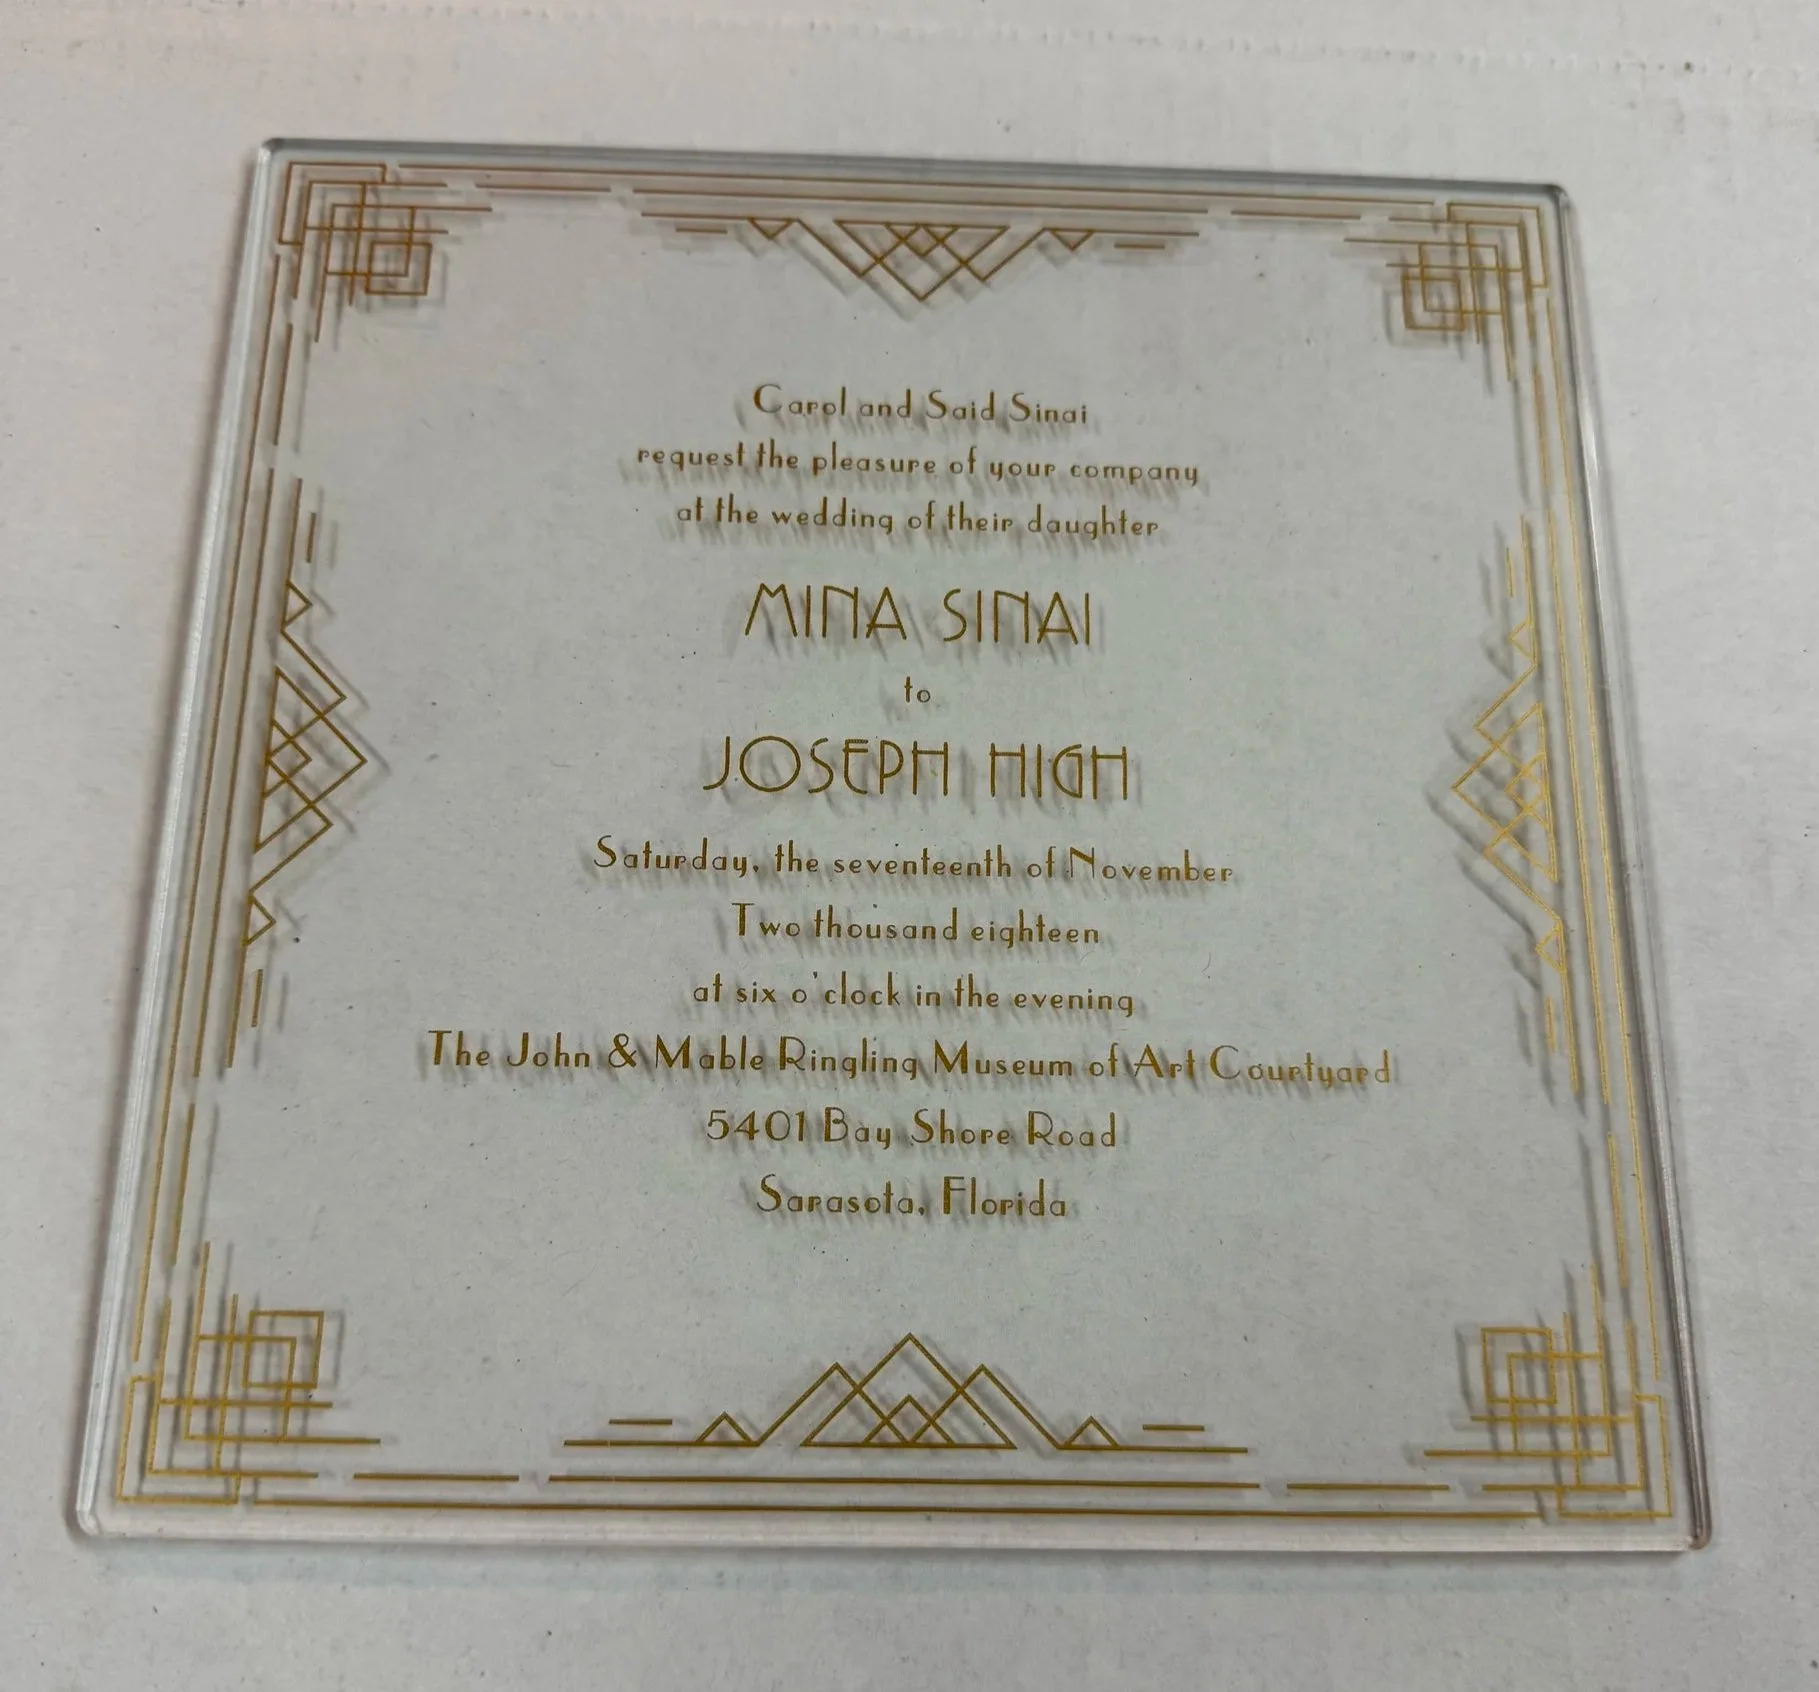 Carol and Said Sinai
request the pleasure of your company
at the wedding of their daughter
MINA SINAI
to
JOSEPH HIGH
Saturday, the seventeenth of November
Two thousand eighteen
at six o'clock in the evening
The John & Mable Ringling Museum of Art Courtyard
5401 Bay Shore Road
Sarasota, Florida